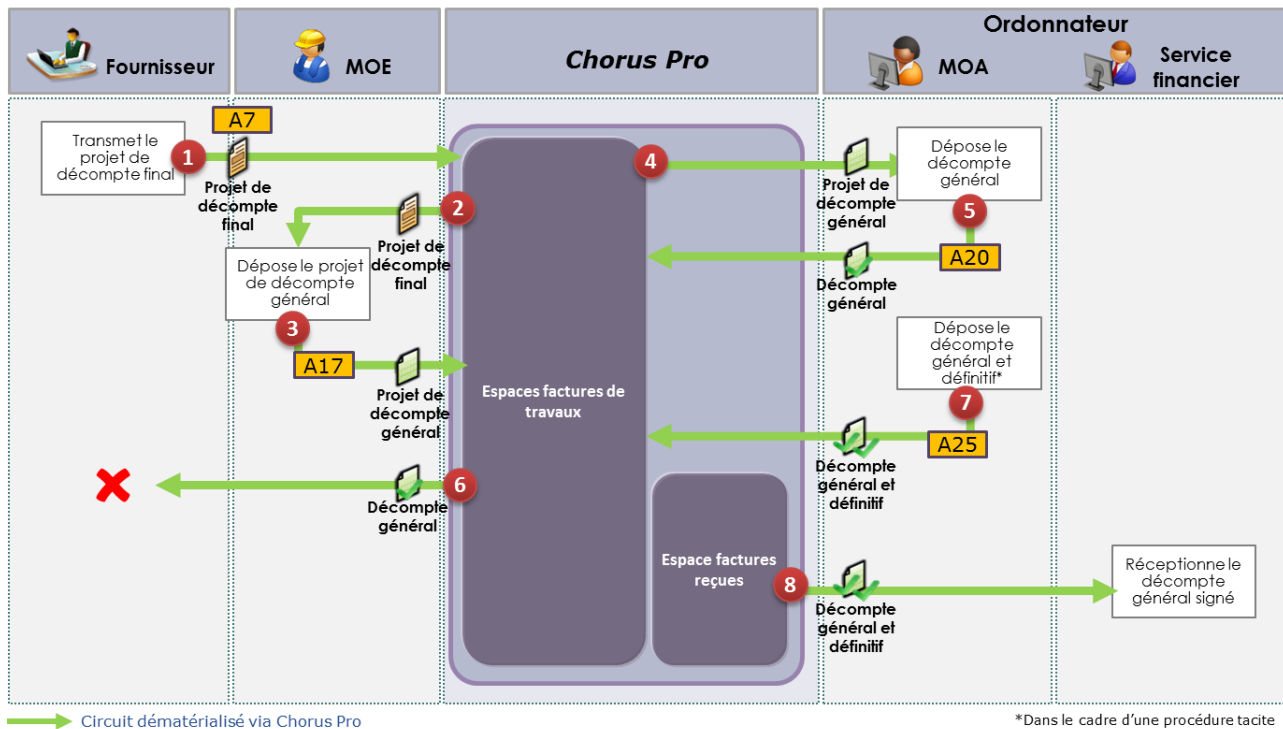 Fournisseur
MOE
Chorus Pro
Ordonnateur
MOA
Service
financier
Transmet le
projet de
décompte final
1
A7
Projet de
décompte
final
2
Projet de
décompte
final
Dépose le projet
de décompte
général
3
A17
Projet de
décompte
général
Espaces factures de
travaux
4
Projet de
décompte
général
Dépose le
décompte
général
5
A20
Décompte
général
6
Décompte
général
Dépose le
décompte
général et
définitif*
7
A25
Décompte
général et
définitif
Espace factures
reçues
8
Décompte
général et
définitif
Réceptionne le
décompte
général signé
Circuit dématérialisé via Chorus Pro
*Dans le cadre d'une procédure tacite